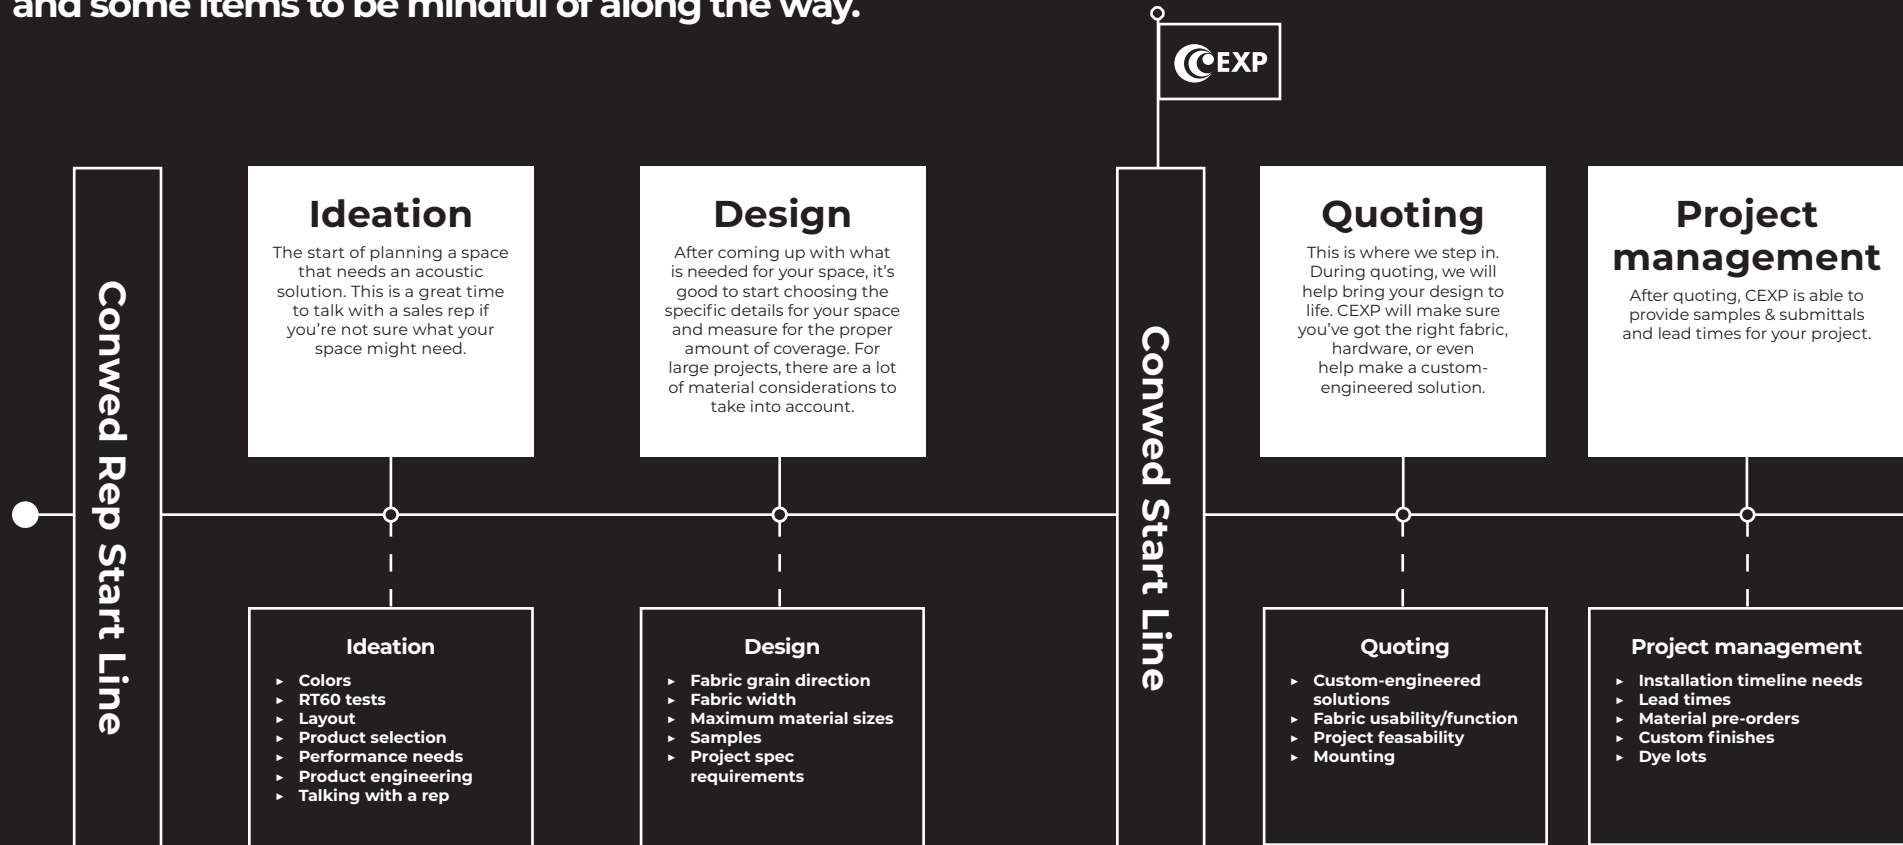 and some items to be mindful of along the way.
CEXP
Conwed Rep Start Line
Ideation
The start of planning a space
that needs an acoustic
solution. This is a great time
to talk with a sales rep if
you're not sure what your
space might need.
Design
After coming up with what
is needed for your space, it's
good to start choosing the
specific details for your space
and measure for the proper
amount of coverage. For
large projects, there are a lot
of material considerations to
take into account.
Conwed Start Line
Quoting
This is where we step in.
During quoting, we will
help bring your design to
life. CEXP will make sure
you've got the right fabric,
hardware, or even
help make a custom-
engineered solution.
Project
management
After quoting, CEXP is able to
provide samples & submittals
and lead times for your project.
Ideation
▸ Colors
▸ RT60 tests
▸ Layout
▸ Product selection
▸ Performance needs
▸ Product engineering
▸ Talking with a rep
Design
▸ Fabric grain direction
▸ Fabric width
▸ Maximum material sizes
▸ Samples
▸ Project spec
requirements
Quoting
▸ Custom-engineered
solutions
▸ Fabric usability/function
▸ Project feasability
▸ Mounting
Project management
▸ Installation timeline needs
▸ Lead times
▸ Material pre-orders
▸ Custom finishes
▸ Dye lots